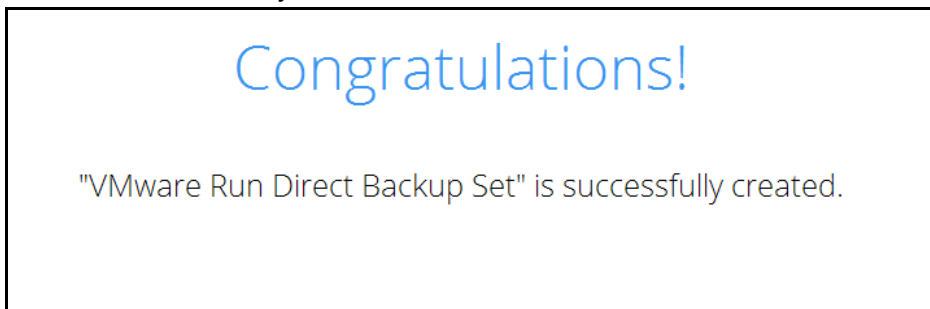 Congratulations!
"VMware Run Direct Backup Set" is successfully created.